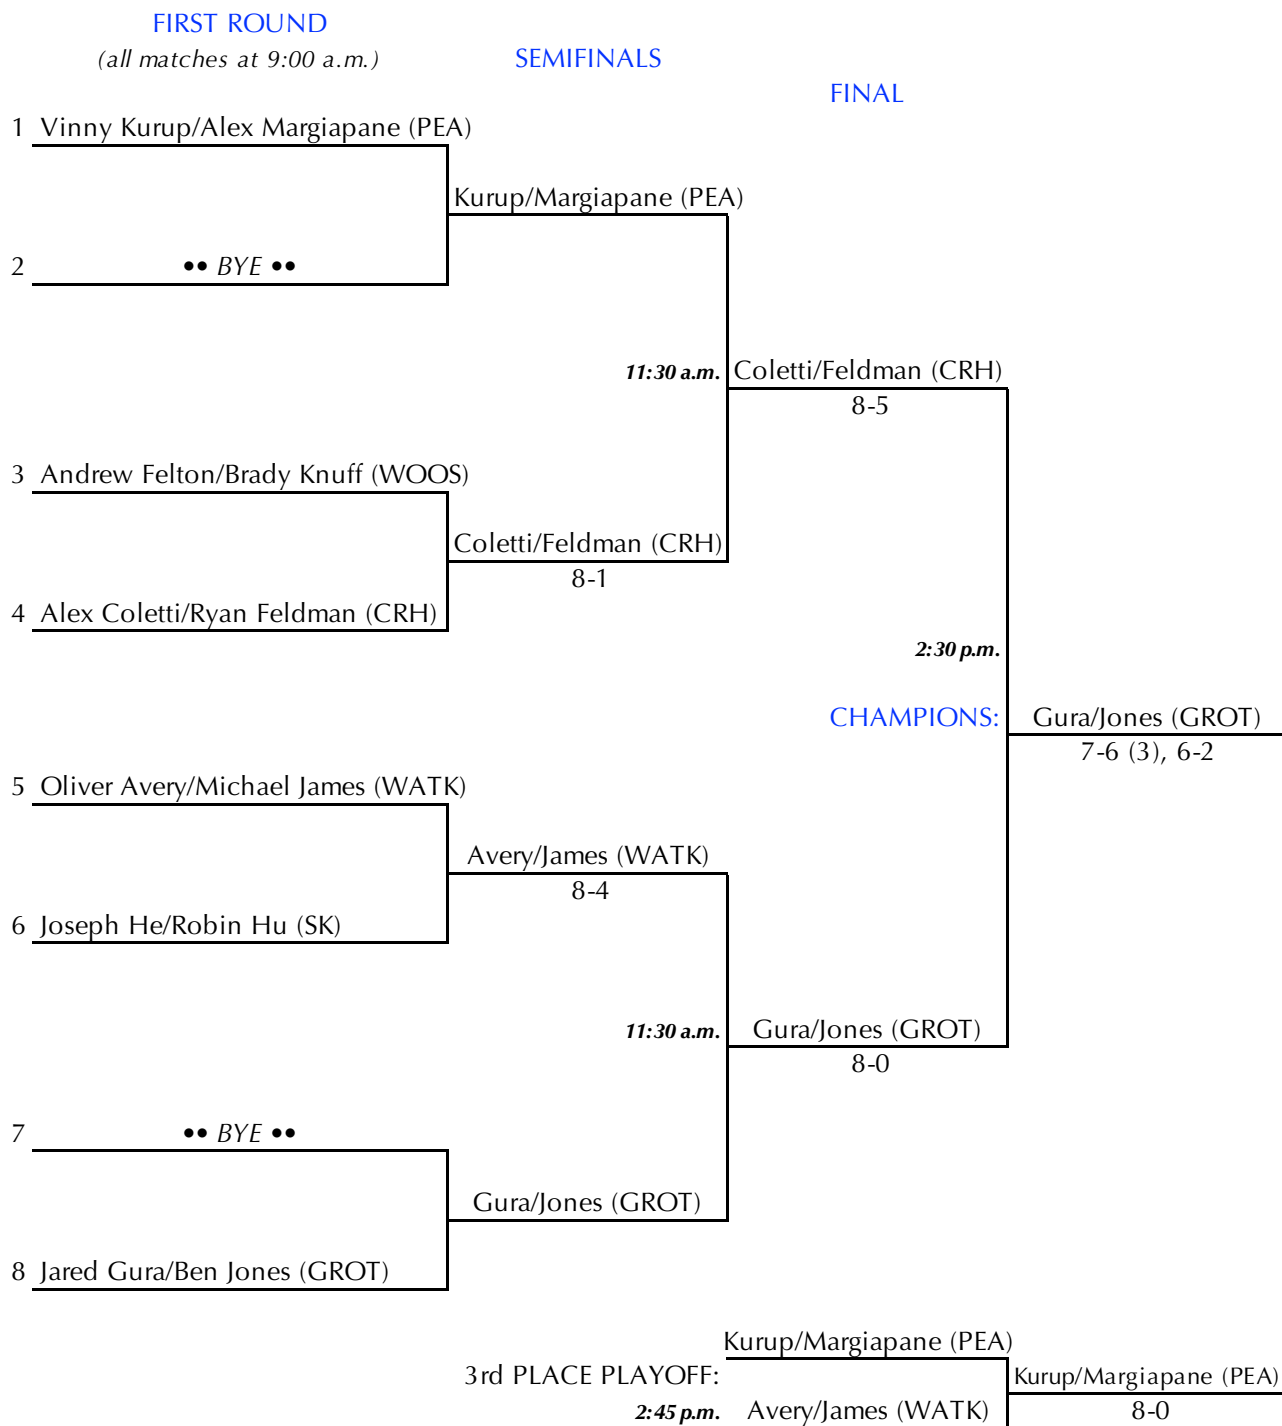 FIRST ROUND
(all matches at 9:00 a.m.)
SEMIFINALS
FINAL
1 Vinny Kurup/Alex Margiapane (PEA)
Kurup/Margiapane (PEA)
2 •• BYE ••
11:30 a.m. Coletti/Feldman (CRH)
8-5
3 Andrew Felton/Brady Knuff (WOOS)
Coletti/Feldman (CRH)
8-1
4 Alex Coletti/Ryan Feldman (CRH)
2:30 p.m.
CHAMPIONS: Gura/Jones (GROT)
7-6 (3), 6-2
5 Oliver Avery/Michael James (WATK)
Avery/James (WATK)
8-4
6 Joseph He/Robin Hu (SK)
11:30 a.m. Gura/Jones (GROT)
8-0
7 •• BYE ••
Gura/Jones (GROT)
8 Jared Gura/Ben Jones (GROT)
Kurup/Margiapane (PEA)
3rd PLACE PLAYOFF: Kurup/Margiapane (PEA)
2:45 p.m. Avery/James (WATK) 8-0